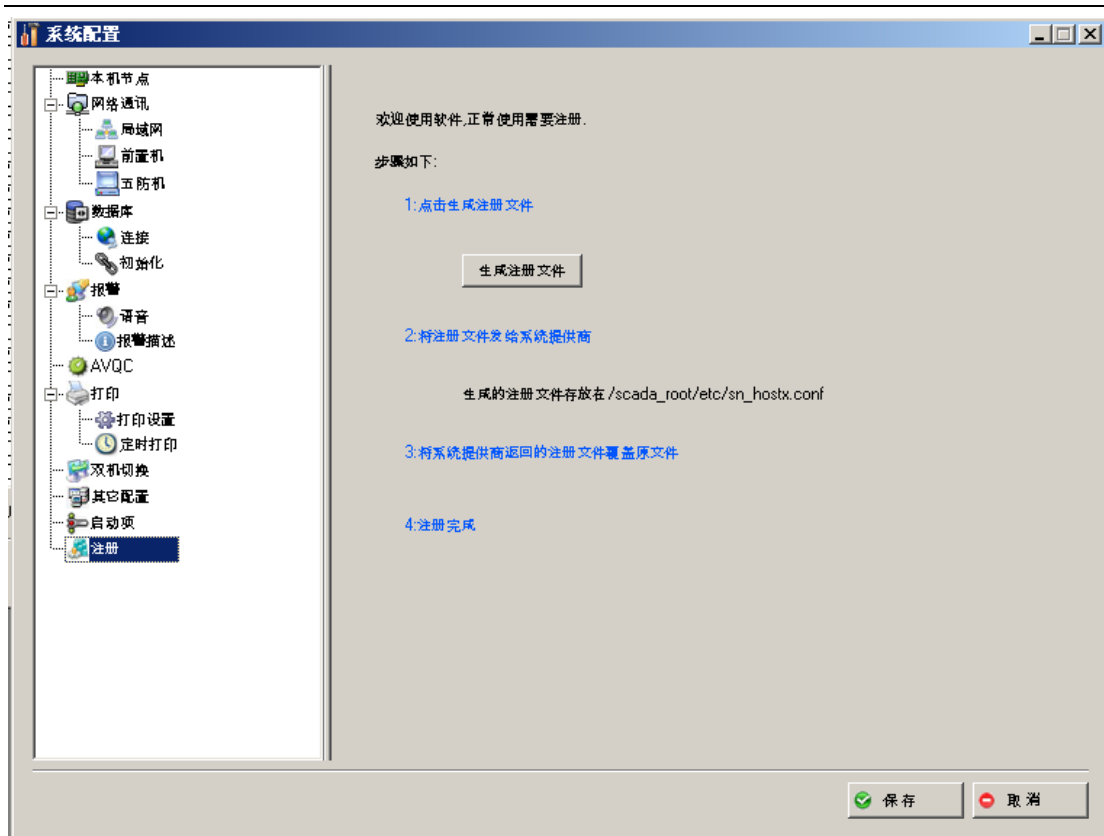 系统配置
本机节点
网络通讯
局域网
前置机
五防机
数据库
连接
初始化
报警
语音
报警描述
AVQC
打印
打印设置
定时打印
双机切换
其它配置
启动项
注册
欢迎使用软件,正常使用需要注册.
步骤如下:
1:点击生成注册文件
生成注册文件
2:将注册文件发给系统提供商
生成的注册文件存放在/scada_root/etc/sn_hostx.conf
3:将系统提供商返回的注册文件覆盖原文件
4:注册完成
保存
取消